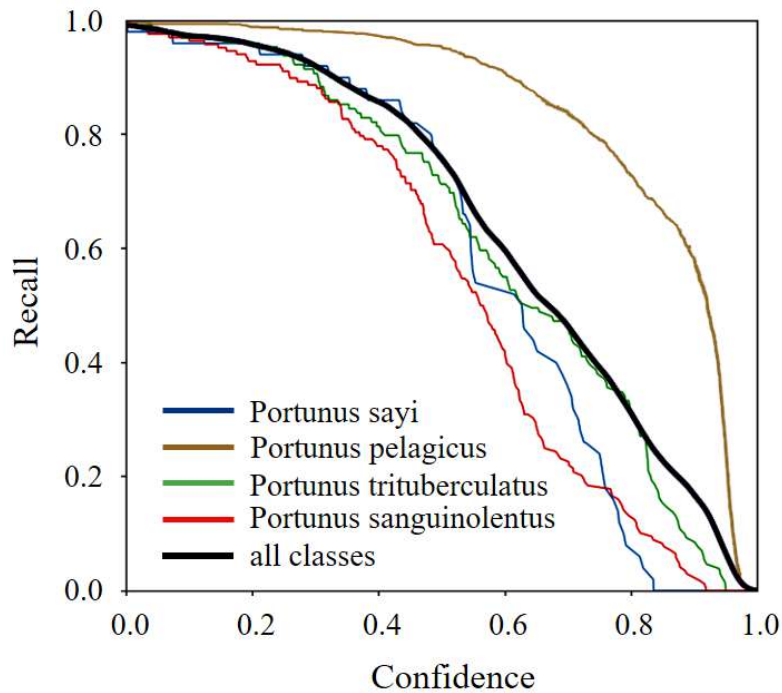 1.0
0.8
0.6
0.4
0.2
0.0
Recall
Portunus sayi
Portunus pelagicus
Portunus trituberculatus
Portunus sanguinolentus
all classes
0.0 0.2 0.4 0.6 0.8 1.0
Confidence